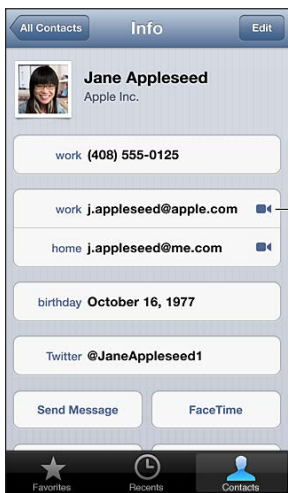 All Contacts Info Edit
Jane Appleseed
Apple Inc.
work (408) 555-0125
work j.appleseed@apple.com
home j.appleseed@me.com
birthday October 16, 1977
Twitter @JaneAppleseed1
Send Message FaceTime
Favorites Recents Contacts